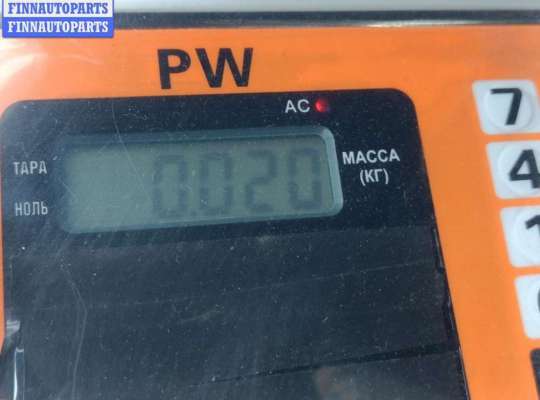 FINNAUTOPARTS
FINNAUTOPARTS
PW
AC
7
ТАРА
0.020
МАССА
(КГ)
4
НОЛЬ
1